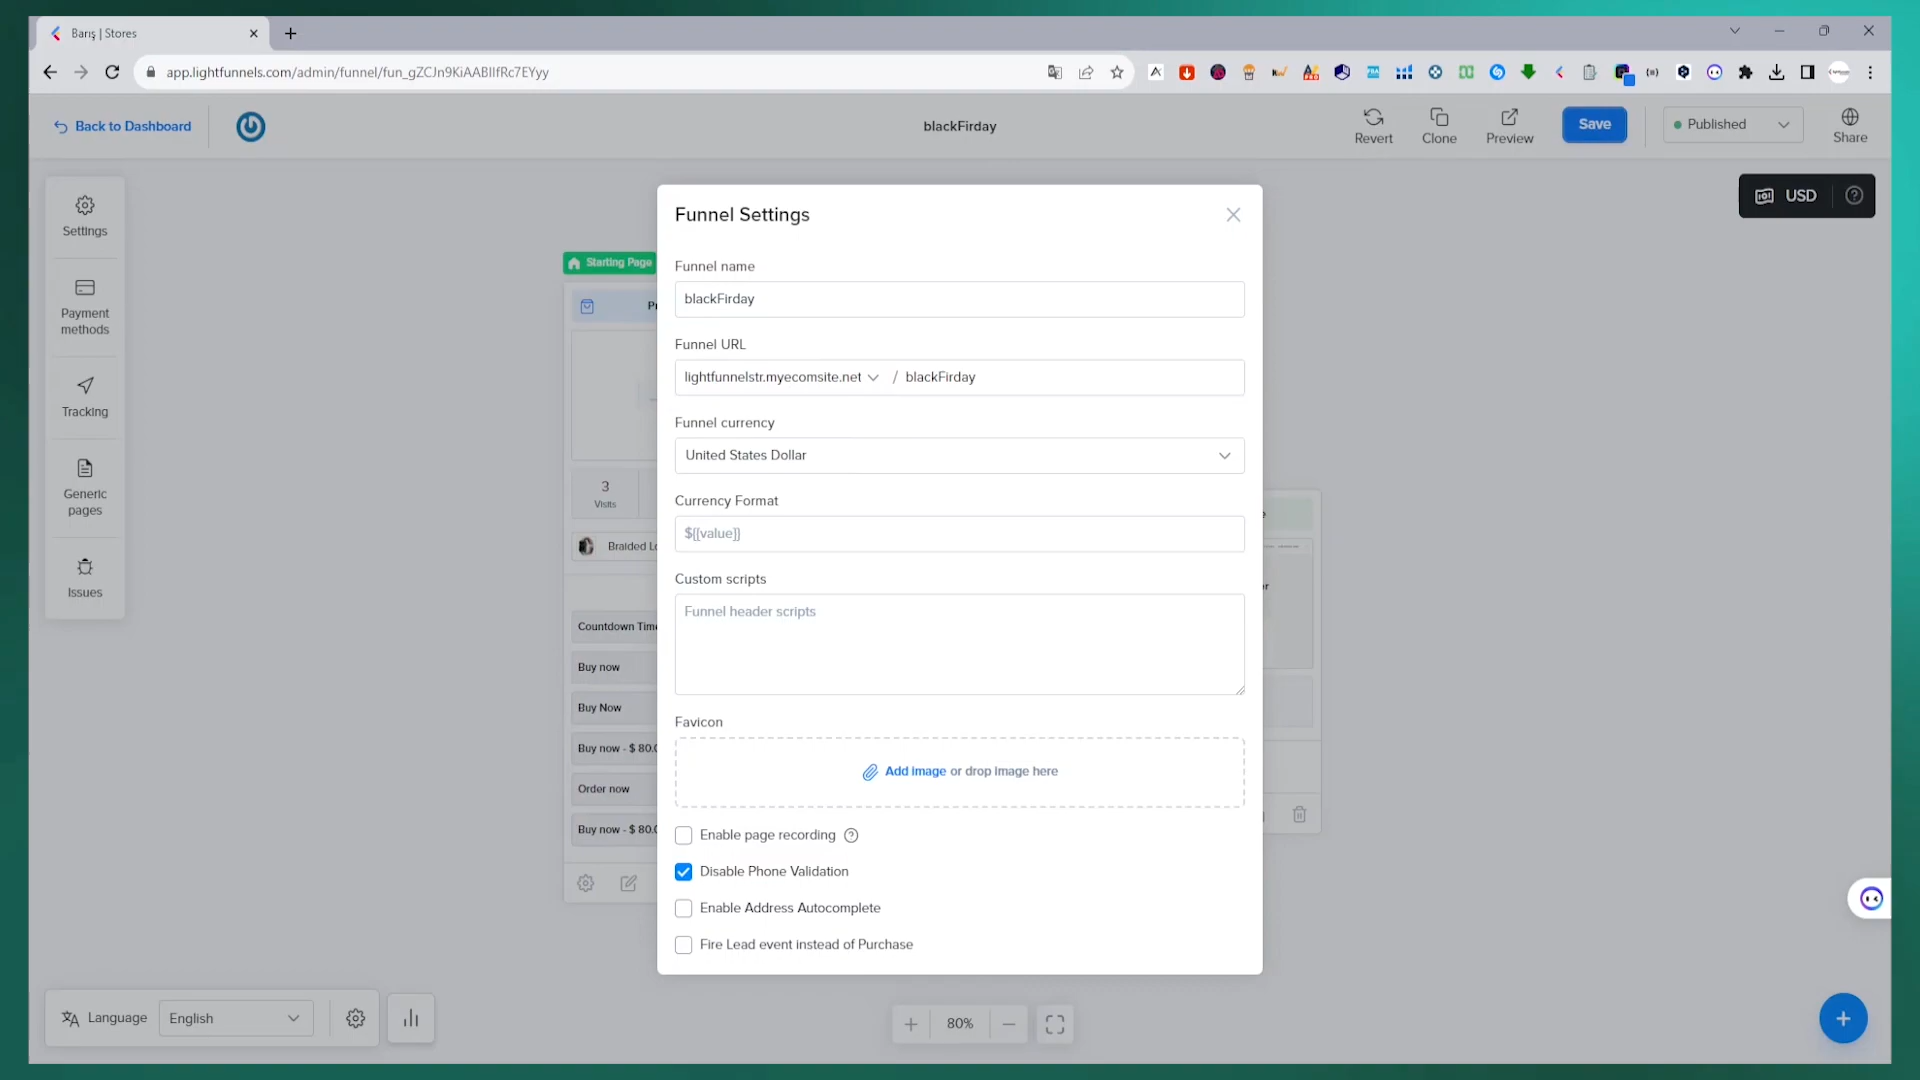 Barış | Stores
app.lightfunnels.com/admin/funnel/fun_gZCJn9KiAABIlfRc7EYyy
Back to Dashboard
blackFirday
Revert
Clone
Preview
Save
Published
Share
USD
Settings
Payment
methods
Tracking
Generic
pages
Issues
Starting Page
3
Visits
Braided Lo
Countdown Time
Buy now
Buy Now
Buy now - $ 80.0
Order now
Buy now - $ 80.0
Funnel Settings
Funnel name
blackFirday
Funnel URL
lightfunnelstr.myecomsite.net / blackFirday
Funnel currency
United States Dollar
Currency Format
${{value}}
Custom scripts
Funnel header scripts
Favicon
Add image or drop image here
Enable page recording
Disable Phone Validation
Enable Address Autocomplete
Fire Lead event instead of Purchase
Language
English
80%